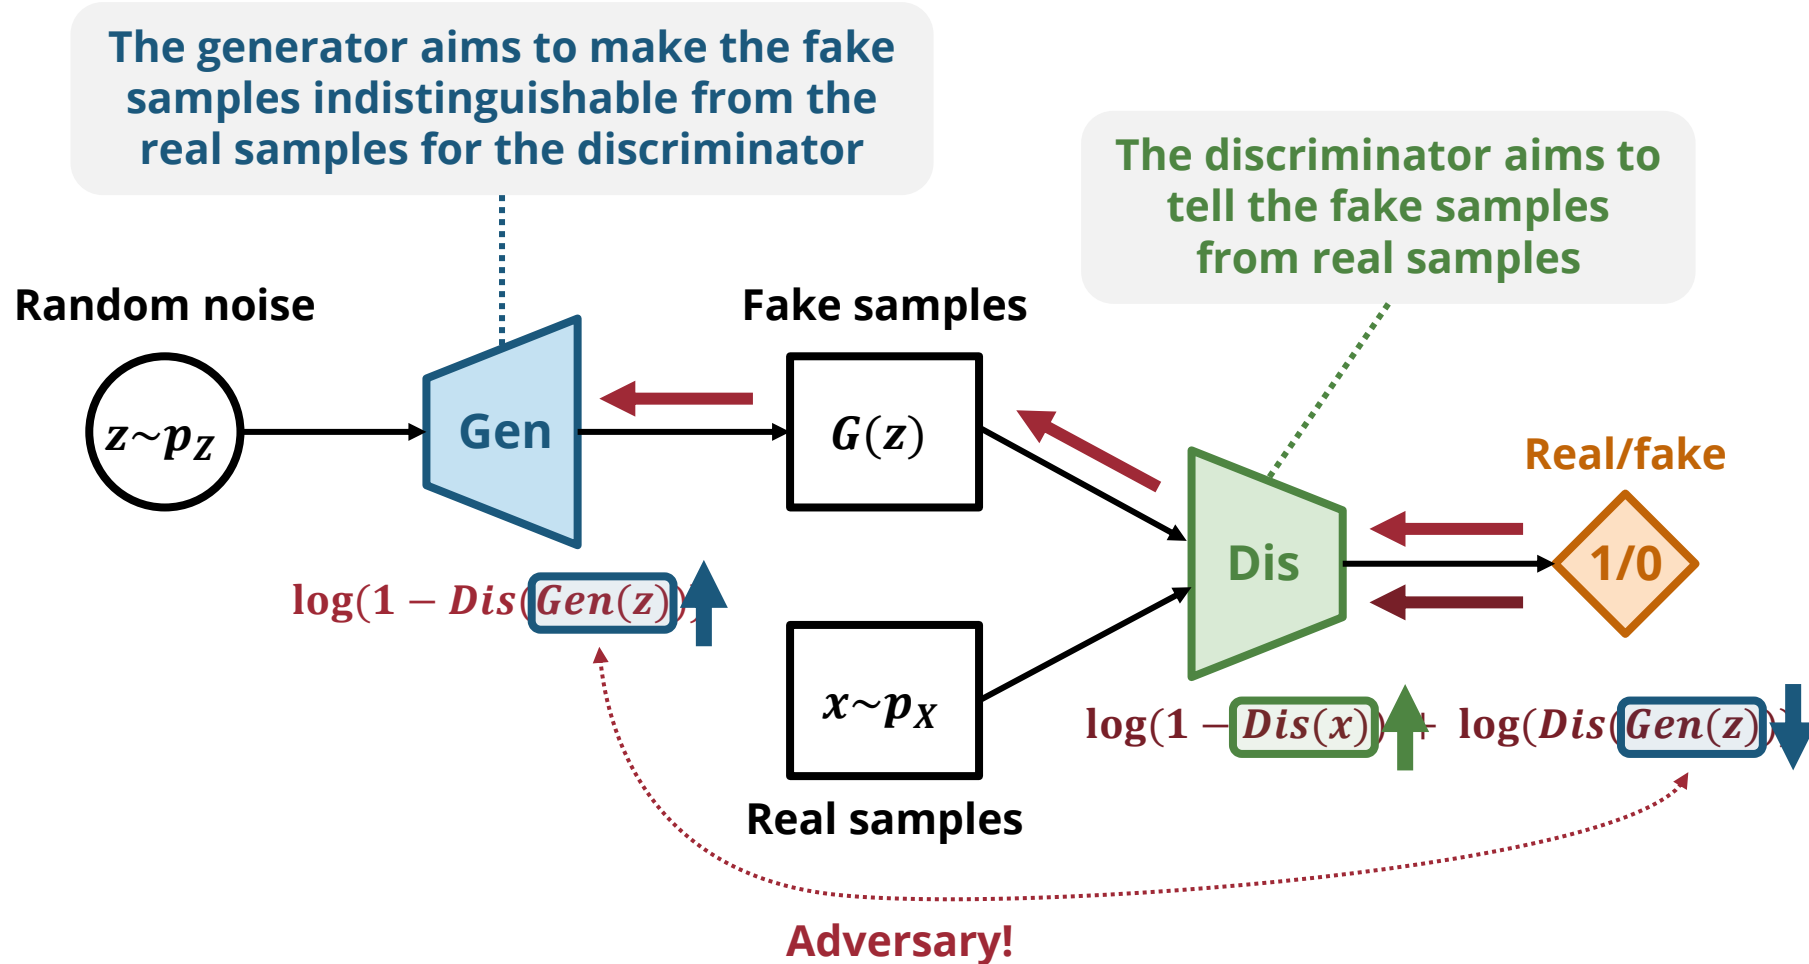 The generator aims to make the fake
samples indistinguishable from the
real samples for the discriminator
The discriminator aims to
tell the fake samples
from real samples
Random noise
Fake samples
z~p_Z
Gen
G(z)
Real/fake
Dis
1/0
log(1 − Dis(Gen(z)))
x~p_X
log(1 − Dis(x)) + log(Dis(Gen(z)))
Real samples
Adversary!